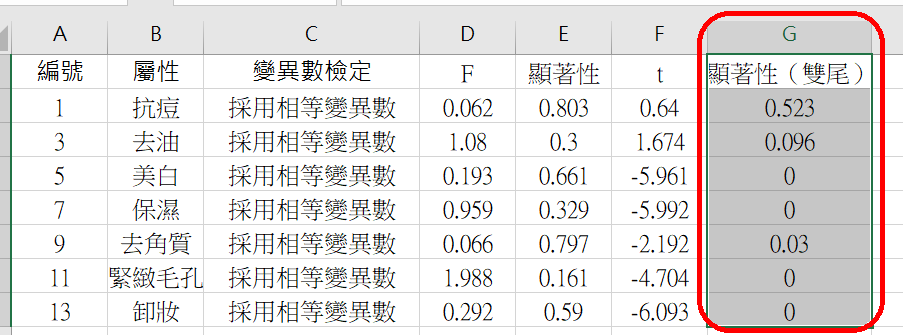 A B C D E F G
編號 屬性 變異數檢定 F 顯著性 t 顯著性（雙尾）
1 抗痘 採用相等變異數 0.062 0.803 0.64 0.523
3 去油 採用相等變異數 1.08 0.3 1.674 0.096
5 美白 採用相等變異數 0.193 0.661 -5.961 0
7 保濕 採用相等變異數 0.959 0.329 -5.992 0
9 去角質 採用相等變異數 0.066 0.797 -2.192 0.03
11 緊緻毛孔 採用相等變異數 1.988 0.161 -4.704 0
13 卸妝 採用相等變異數 0.292 0.59 -6.093 0